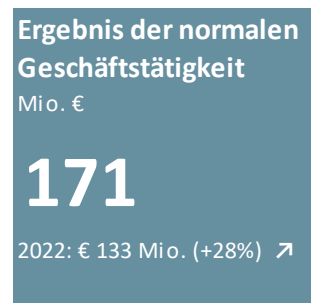 Ergebnis der normalen
Geschäftstätigkeit
Mio. €
171
2022: € 133 Mio. (+28%) ↗